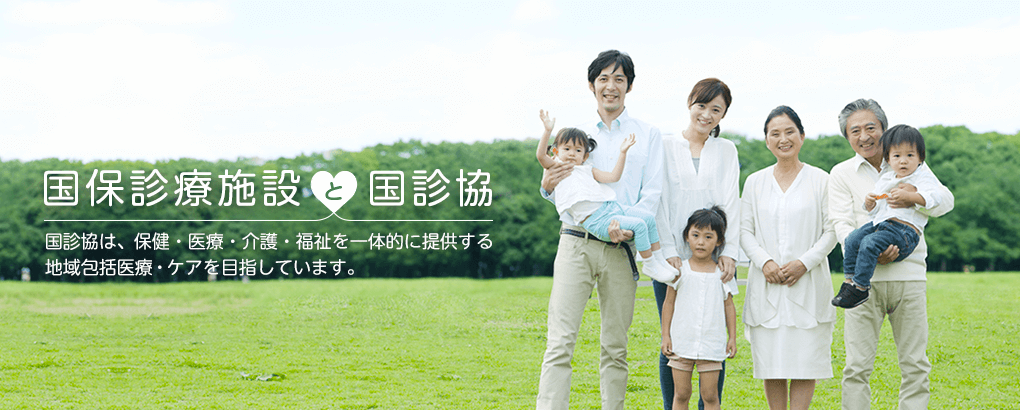 国保診療施設と国診協
国診協は、保健・医療・介護・福祉を一体的に提供する
地域包括医療・ケアを目指しています。